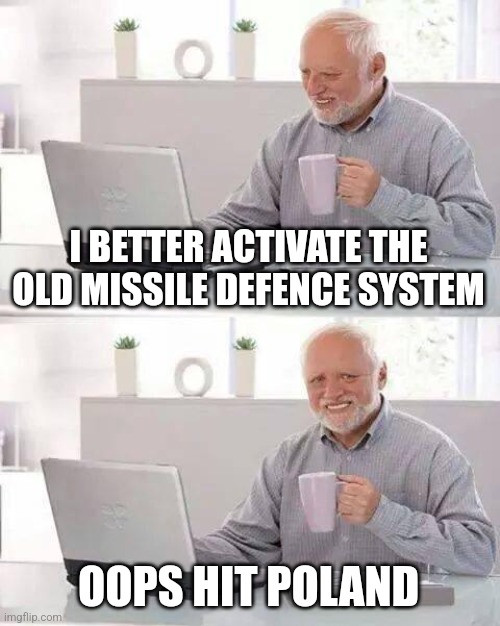 I BETTER ACTIVATE THE
OLD MISSILE DEFENCE SYSTEM
OOPS HIT POLAND
imgflip.com